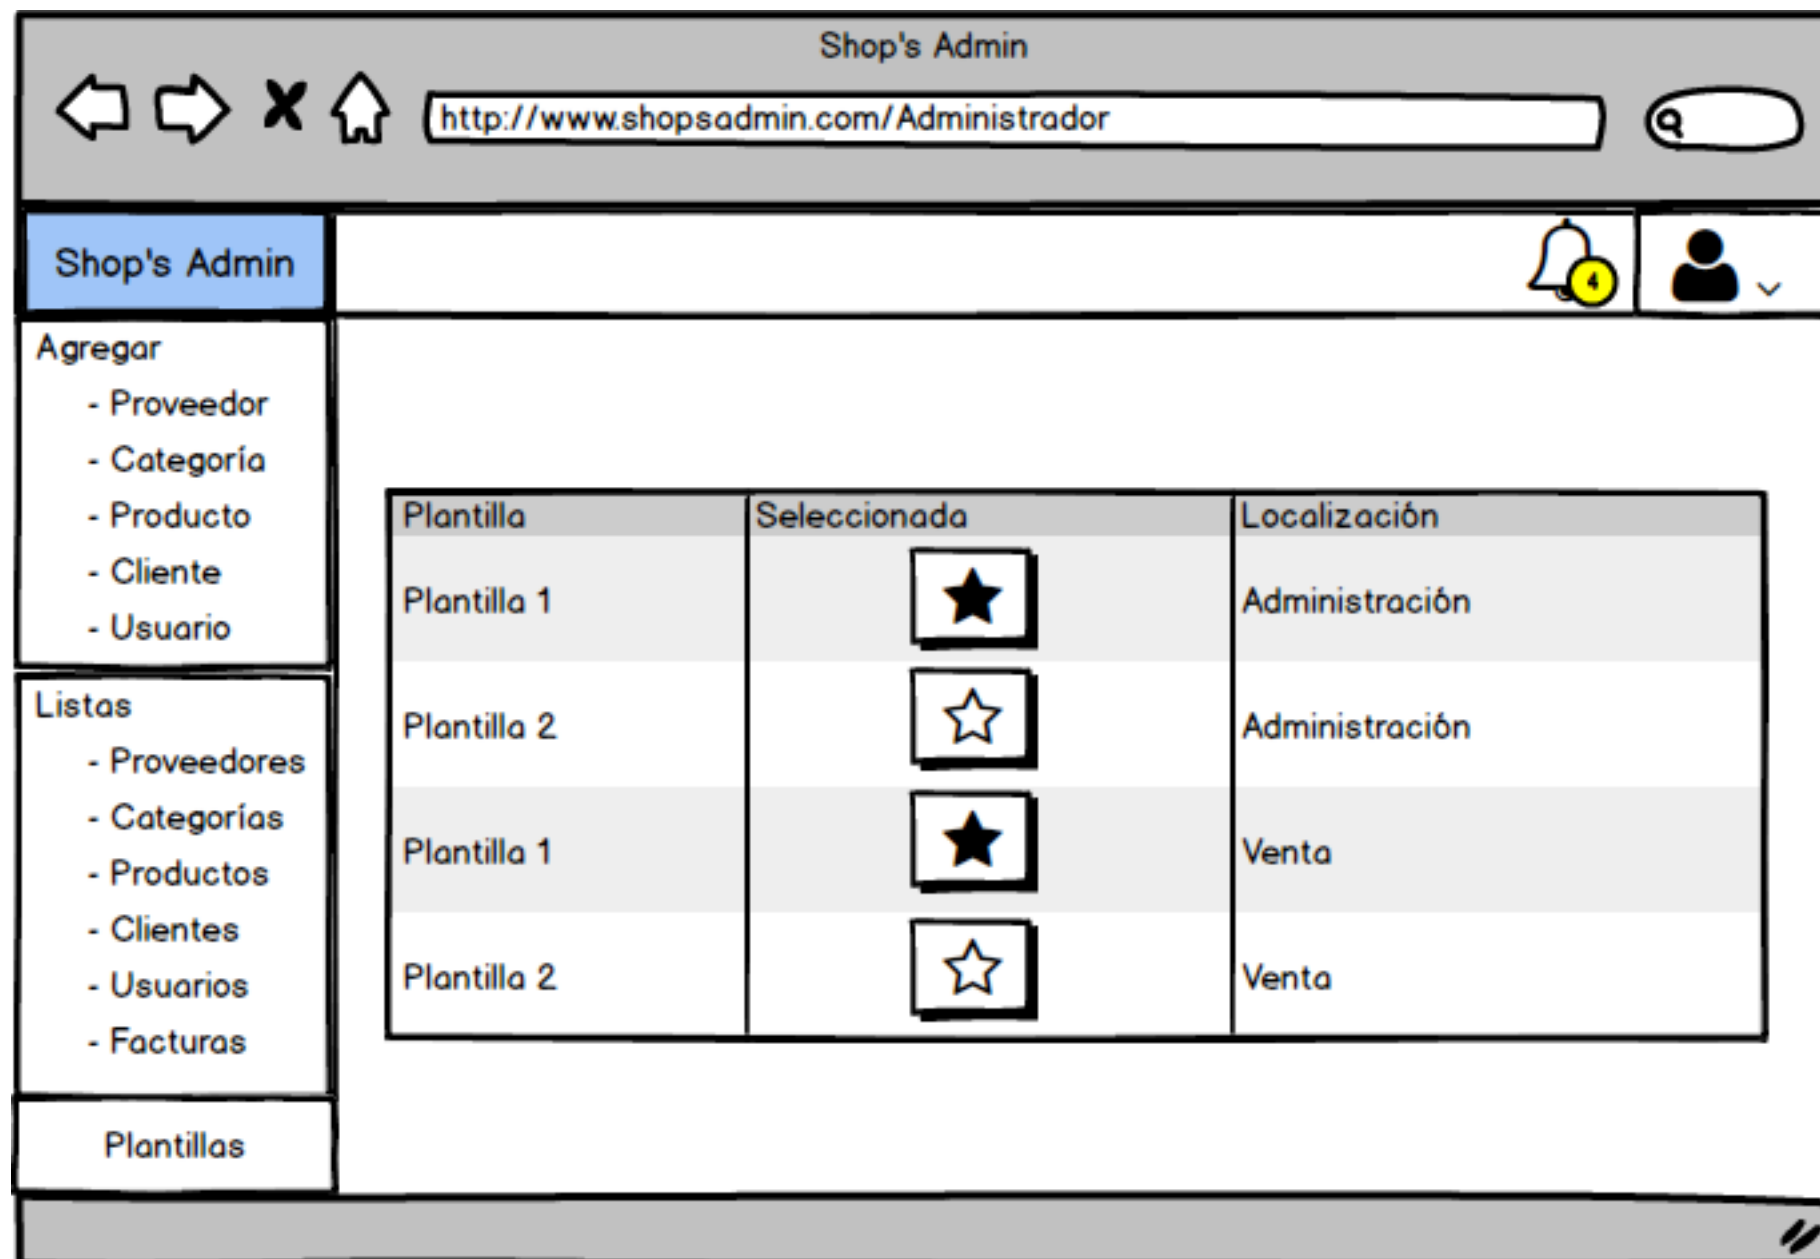 Shop's Admin
http://www.shopsadmin.com/Administrador
Shop's Admin
4
Agregar
- Proveedor
- Categoría
- Producto
- Cliente
- Usuario
Listas
- Proveedores
- Categorías
- Productos
- Clientes
- Usuarios
- Facturas
Plantillas
Plantilla Seleccionada Localización
Plantilla 1 Administración
Plantilla 2 Administración
Plantilla 1 Venta
Plantilla 2 Venta